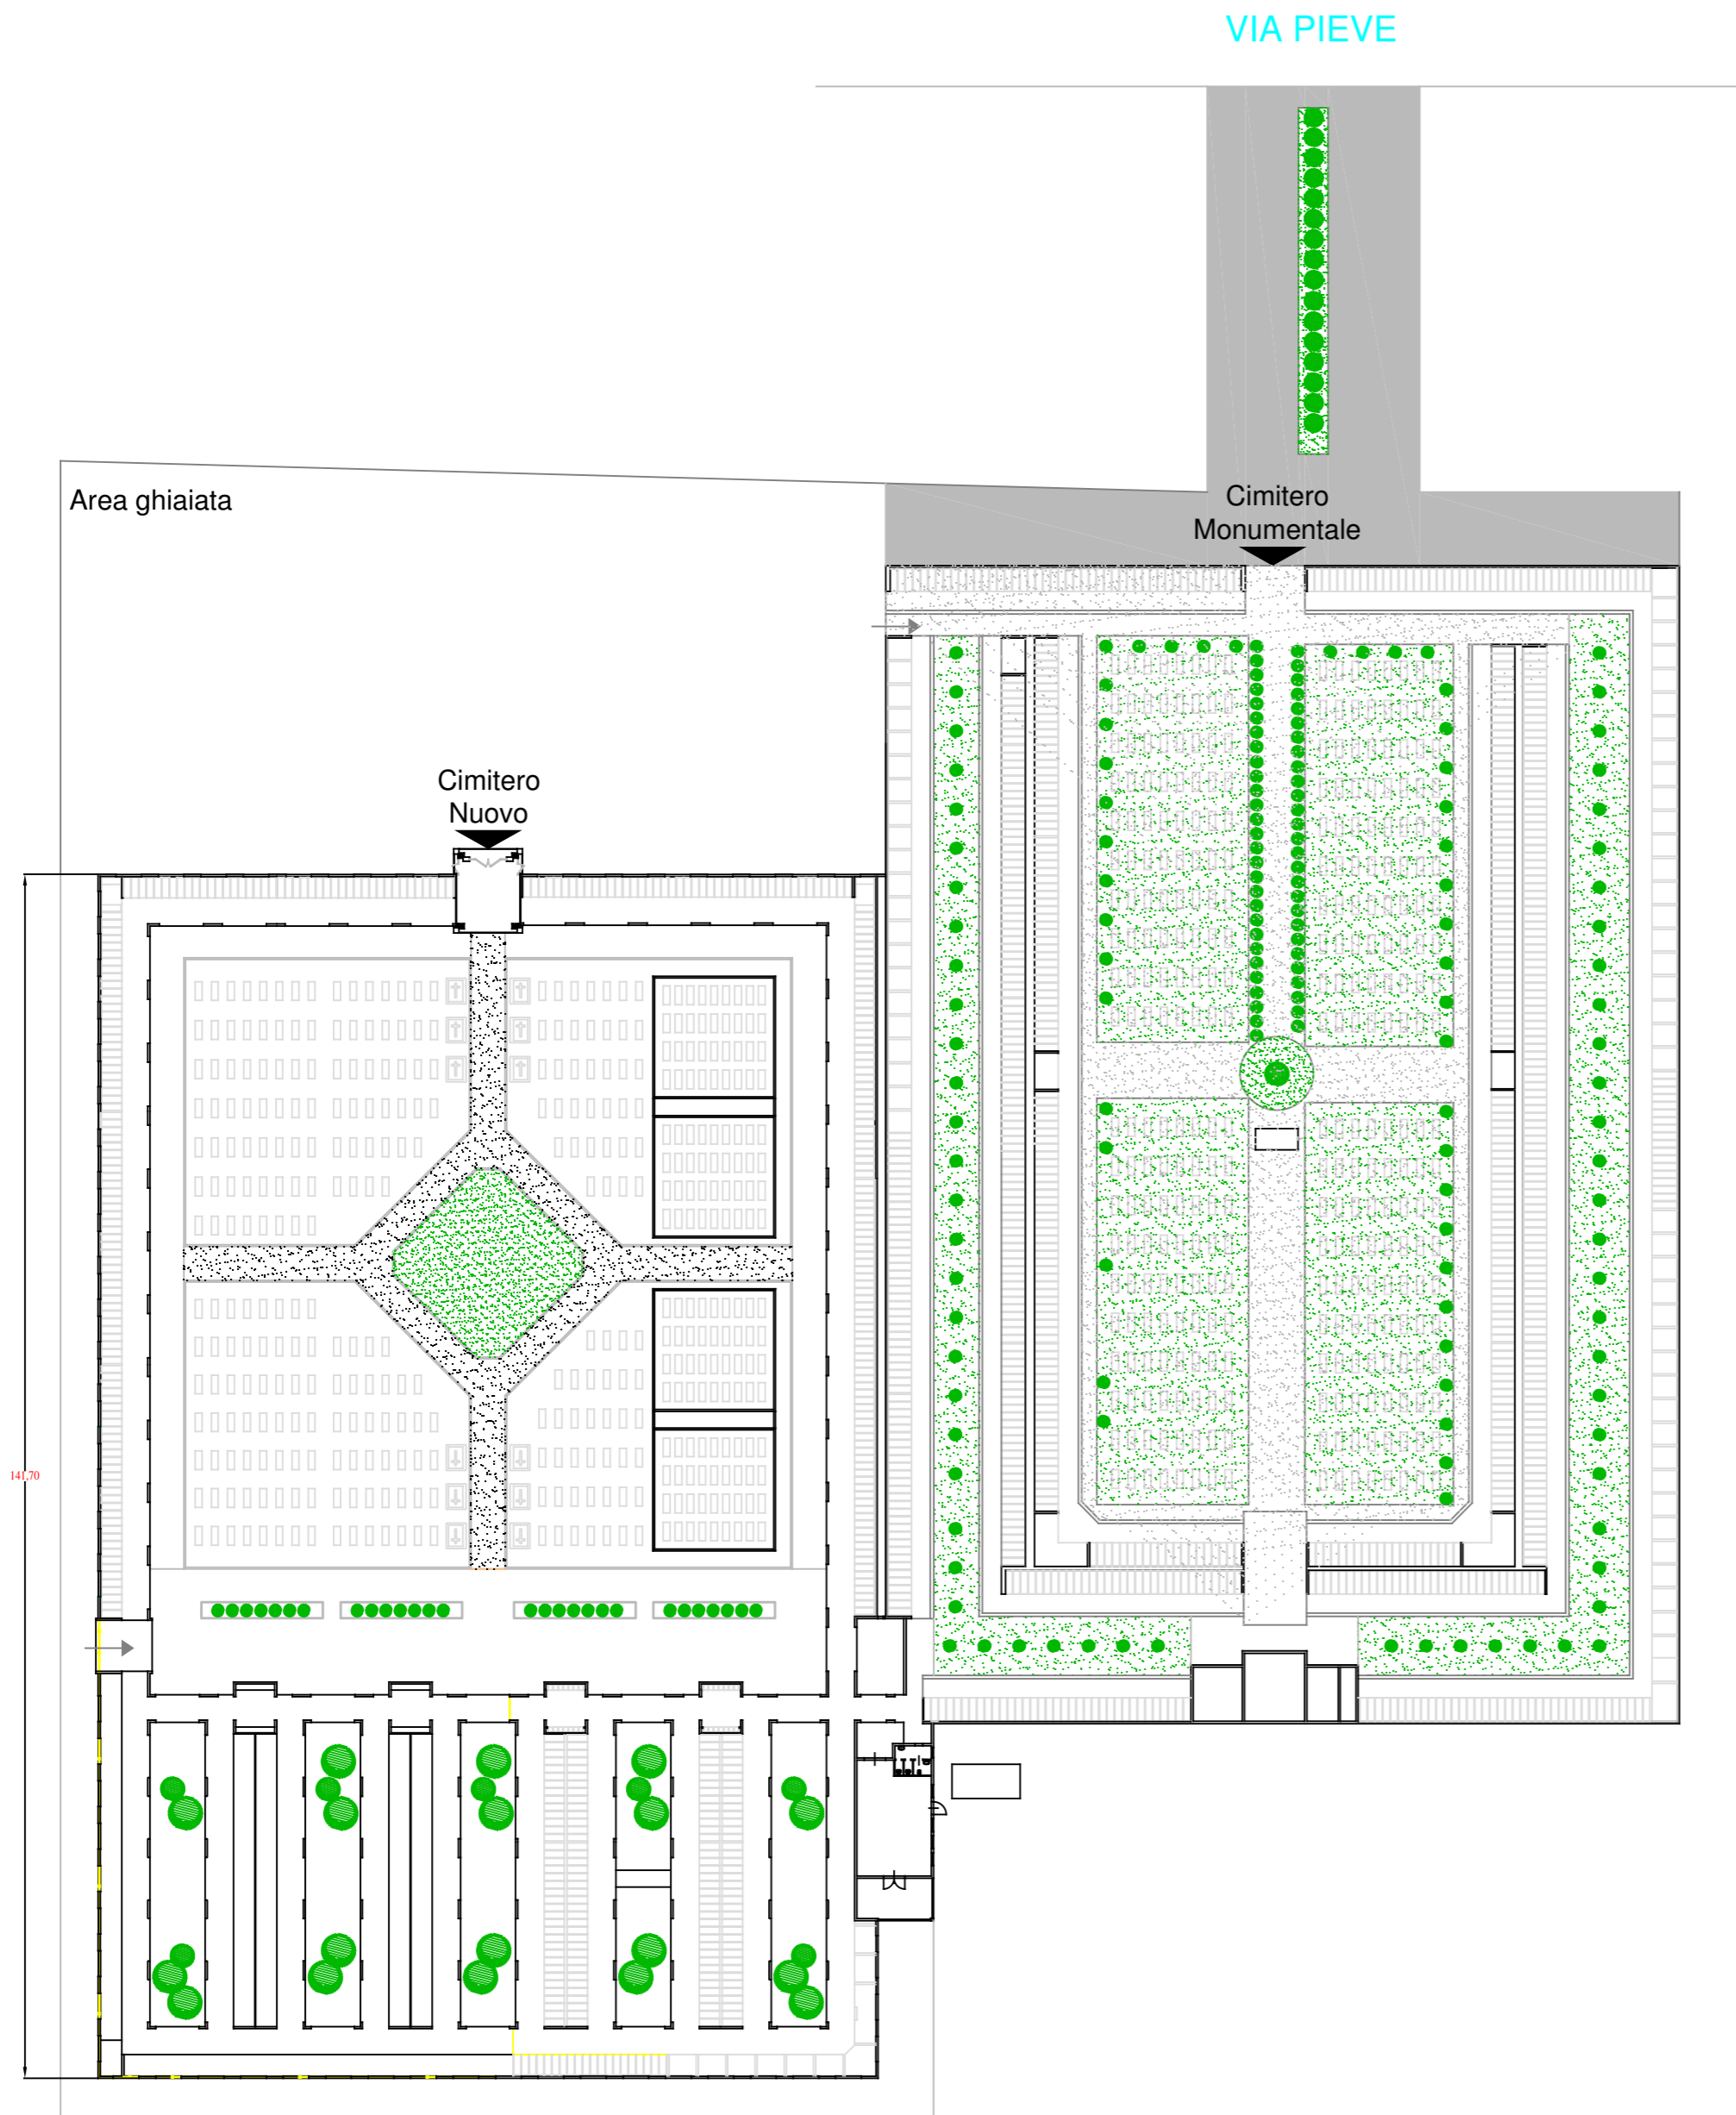 VIA PIEVE
Area ghiaiata
Cimitero
Monumentale
Cimitero
Nuovo
141,70